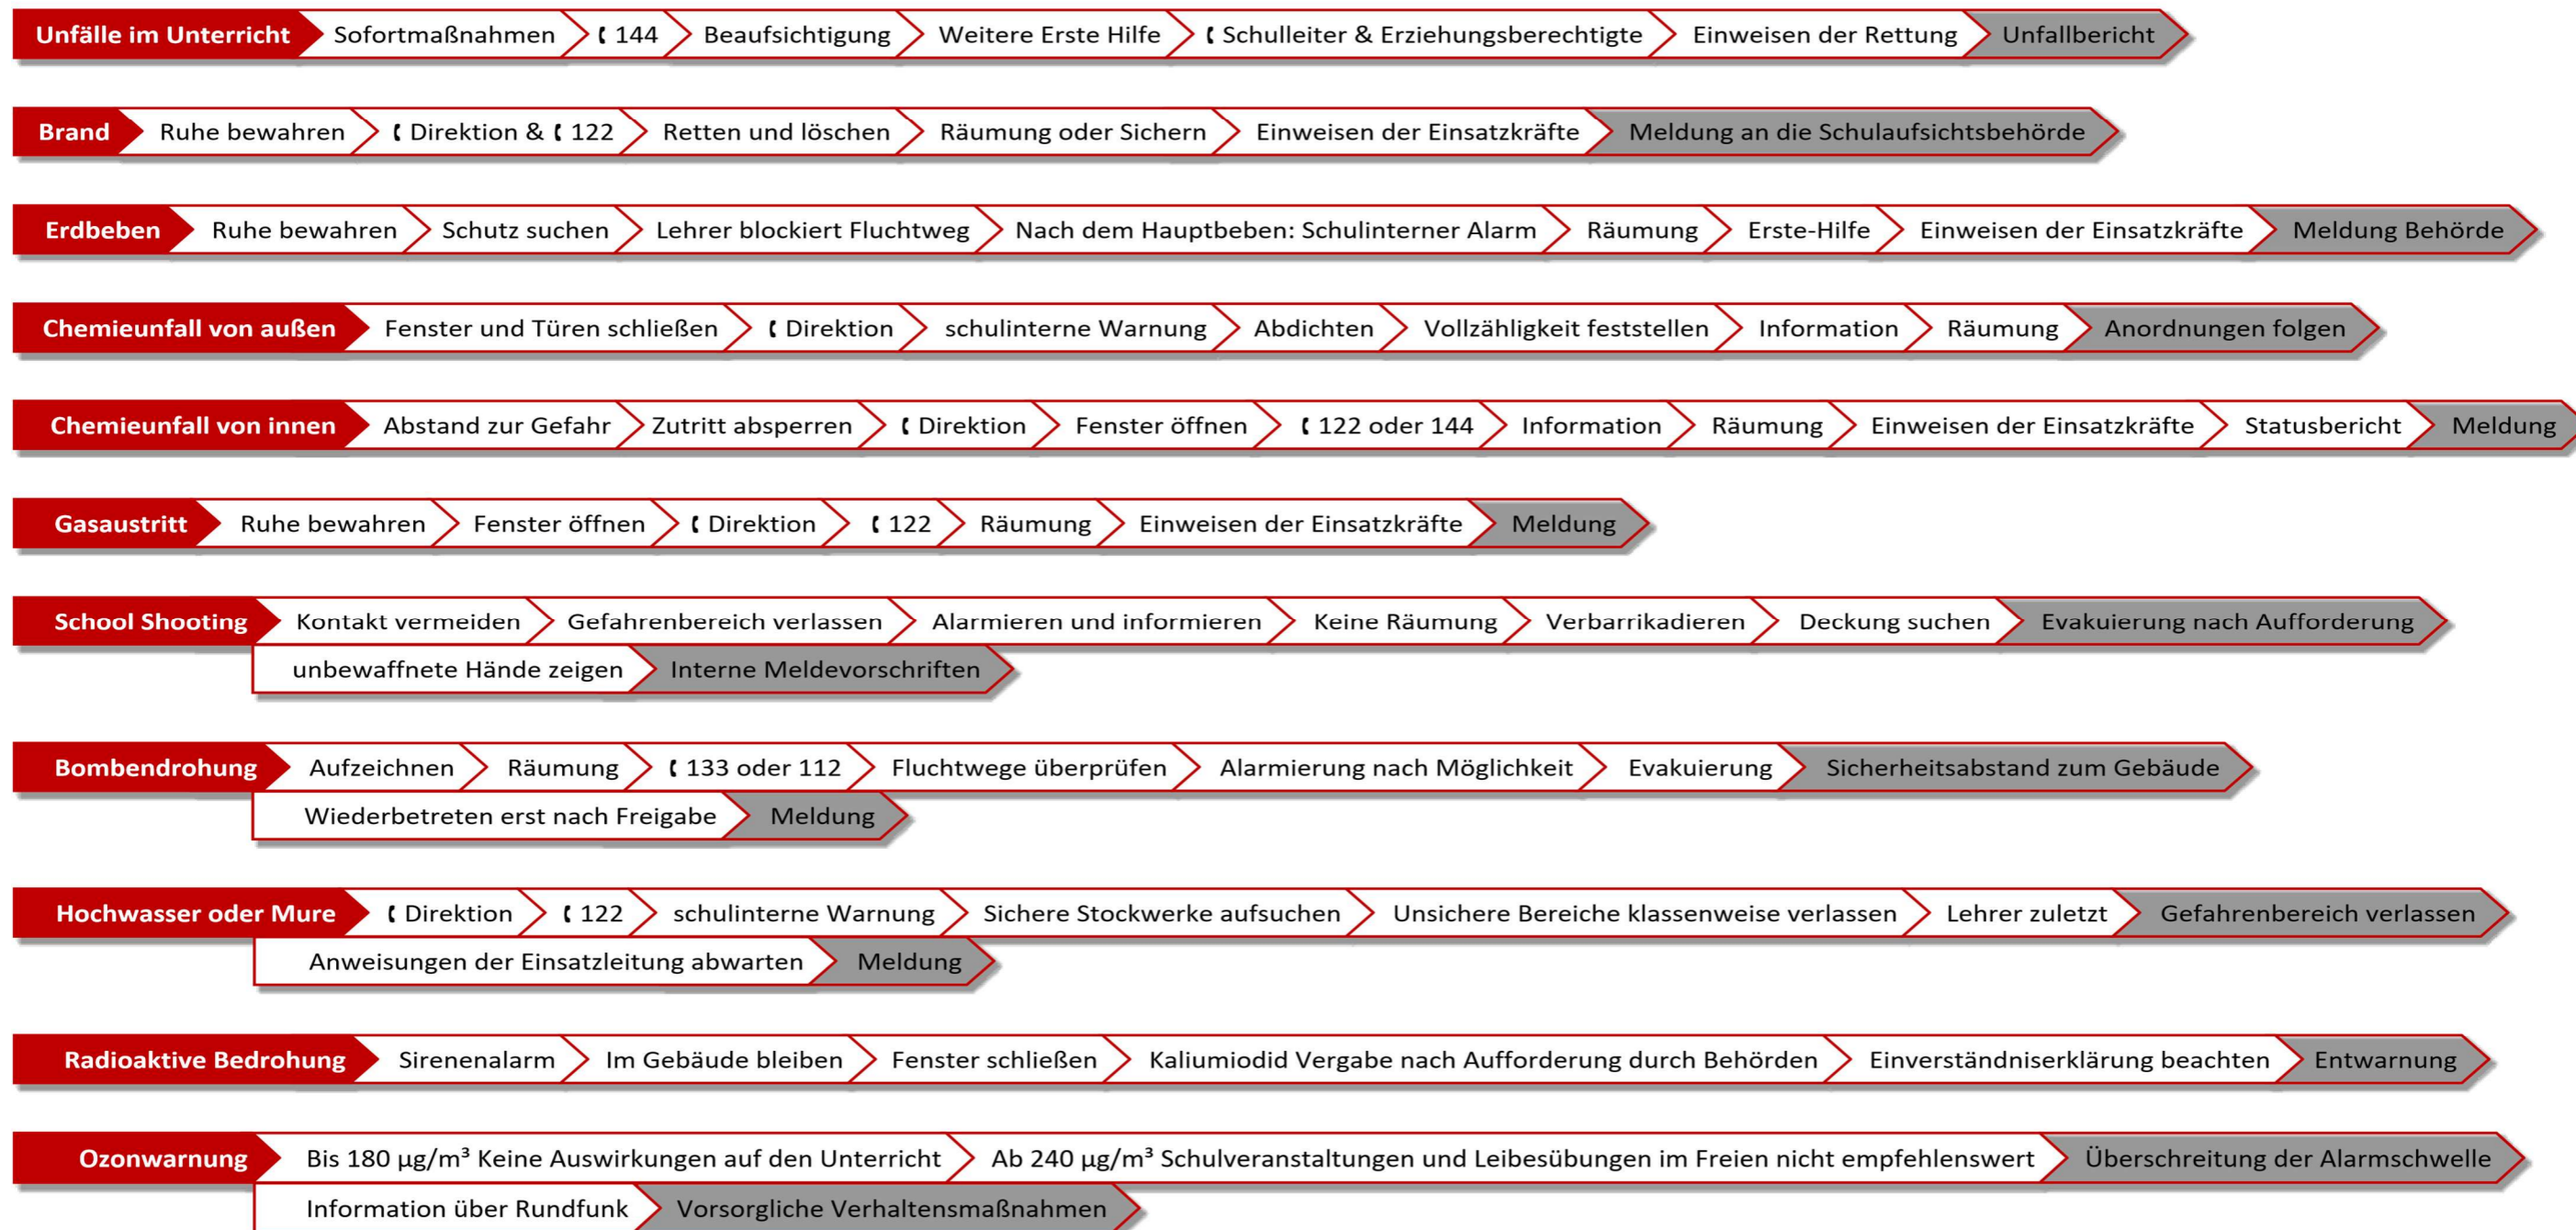 Unfälle im Unterricht Sofortmaßnahmen 144 Beaufsichtigung Weitere Erste Hilfe Schulleiter & Erziehungsberechtigte Einweisen der Rettung Unfallbericht
Brand Ruhe bewahren Direktion & 122 Retten und löschen Räumung oder Sichern Einweisen der Einsatzkräfte Meldung an die Schulaufsichtsbehörde
Erdbeben Ruhe bewahren Schutz suchen Lehrer blockiert Fluchtweg Nach dem Hauptbeben: Schulinterner Alarm Räumung Erste-Hilfe Einweisen der Einsatzkräfte Meldung Behörde
Chemieunfall von außen Fenster und Türen schließen Direktion schulinterne Warnung Abdichten Vollzähligkeit feststellen Information Räumung Anordnungen folgen
Chemieunfall von innen Abstand zur Gefahr Zutritt absperren Direktion Fenster öffnen 122 oder 144 Information Räumung Einweisen der Einsatzkräfte Statusbericht Meldung
Gasaustritt Ruhe bewahren Fenster öffnen Direktion 122 Räumung Einweisen der Einsatzkräfte Meldung
School Shooting Kontakt vermeiden Gefahrenbereich verlassen Alarmieren und informieren Keine Räumung Verbarrikadieren Deckung suchen Evakuierung nach Aufforderung
unbewaffnete Hände zeigen Interne Meldevorschriften
Bombendrohung Aufzeichnen Räumung 133 oder 112 Fluchtwege überprüfen Alarmierung nach Möglichkeit Evakuierung Sicherheitsabstand zum Gebäude
Wiederbetreten erst nach Freigabe Meldung
Hochwasser oder Mure Direktion 122 schulinterne Warnung Sichere Stockwerke aufsuchen Unsichere Bereiche klassenweise verlassen Lehrer zuletzt Gefahrenbereich verlassen
Anweisungen der Einsatzleitung abwarten Meldung
Radioaktive Bedrohung Sirenenalarm Im Gebäude bleiben Fenster schließen Kaliumiodid Vergabe nach Aufforderung durch Behörden Einverständniserklärung beachten Entwarnung
Ozonwarnung Bis 180 µg/m³ Keine Auswirkungen auf den Unterricht Ab 240 µg/m³ Schulveranstaltungen und Leibesübungen im Freien nicht empfehlenswert Überschreitung der Alarmschwelle
Information über Rundfunk Vorsorgliche Verhaltensmaßnahmen